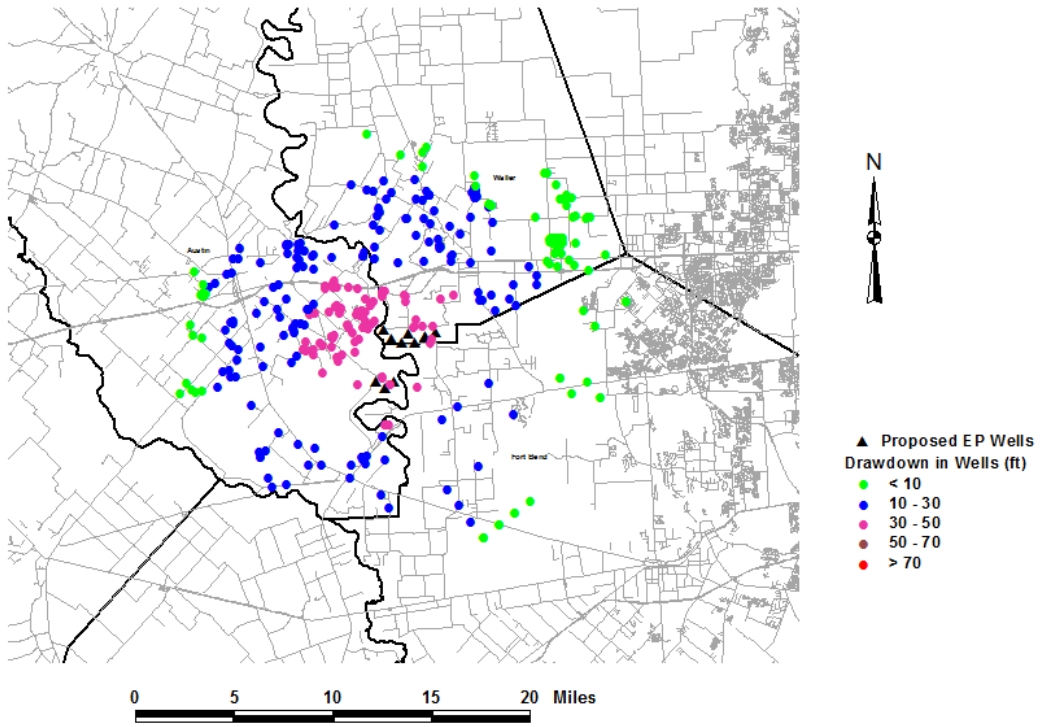 N
Waller
Austin
Fort Bend
Proposed EP Wells
Drawdown in Wells (ft)
< 10
10 - 30
30 - 50
50 - 70
> 70
0 5 10 15 20 Miles